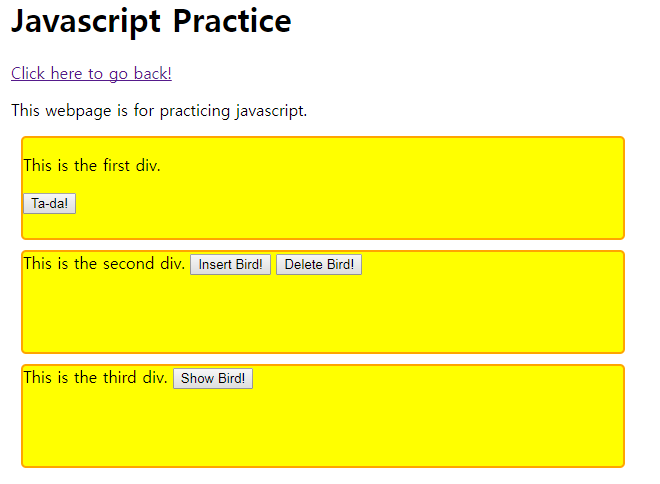 Javascript Practice
Click here to go back!
This webpage is for practicing javascript.
This is the first div.
Ta-da!
This is the second div. Insert Bird! Delete Bird!
This is the third div. Show Bird!